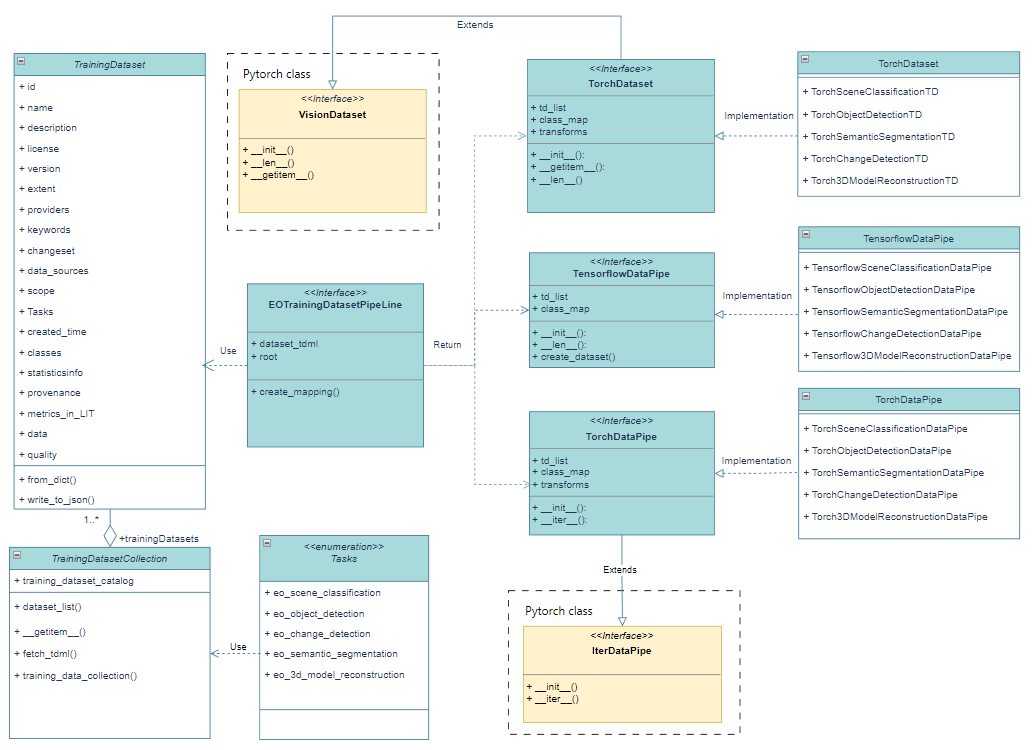 Extends
TrainingDataset
+ id
+ name
+ description
+ license
+ version
+ extent
+ providers
+ keywords
+ changeset
+ data_sources
+ scope
+ Tasks
+ created_time
+ classes
+ statisticsinfo
+ provenance
+ metrics_in_LIT
+ data
+ quality
+ from_dict()
+ write_to_json()
1..*
+trainingDatasets
TrainingDatasetCollection
+ training_dataset_catalog
+ dataset_list()
+ __getitem__()
+ fetch_tdml()
+ training_data_collection()
Pytorch class
<<Interface>>
VisionDataset
+ __init__()
+ __len__()
+ __getitem__()
Use
<<Interface>>
EOTrainingDatasetPipeLine
+ dataset_tdml
+ root
+ create_mapping()
Return
Use
<<enumeration>>
Tasks
+ eo_scene_classification
+ eo_object_detection
+ eo_change_detection
+ eo_semantic_segmentation
+ eo_3d_model_reconstruction
<<Interface>>
TorchDataset
+ td_list
+ class_map
+ transforms
+ __init__():
+ __getitem__():
+ __len__()
Implementation
TorchDataset
+ TorchSceneClassificationTD
+ TorchObjectDetectionTD
+ TorchSemanticSegmentationTD
+ TorchChangeDetectionTD
+ Torch3DModelReconstructionTD
<<Interface>>
TensorflowDataPipe
+ td_list
+ class_map
+ __init__():
+ __len__():
+ create_dataset()
Implementation
TensorflowDataPipe
+ TensorflowSceneClassificationDataPipe
+ TensorflowObjectDetectionDataPipe
+ TensorflowSemanticSegmentationDataPipe
+ TensorflowChangeDetectionDataPipe
+ Tensorflow3DModelReconstructionDataPipe
<<Interface>>
TorchDataPipe
+ td_list
+ class_map
+ transforms
+ __init__():
+ __iter__():
Implementation
TorchDataPipe
+ TorchSceneClassificationDataPipe
+ TorchObjectDetectionDataPipe
+ TorchSemanticSegmentationDataPipe
+ TorchChangeDetectionDataPipe
+ Torch3DModelReconstructionDataPipe
Extends
Pytorch class
<<Interface>>
IterDataPipe
+ __init__()
+ __iter__()